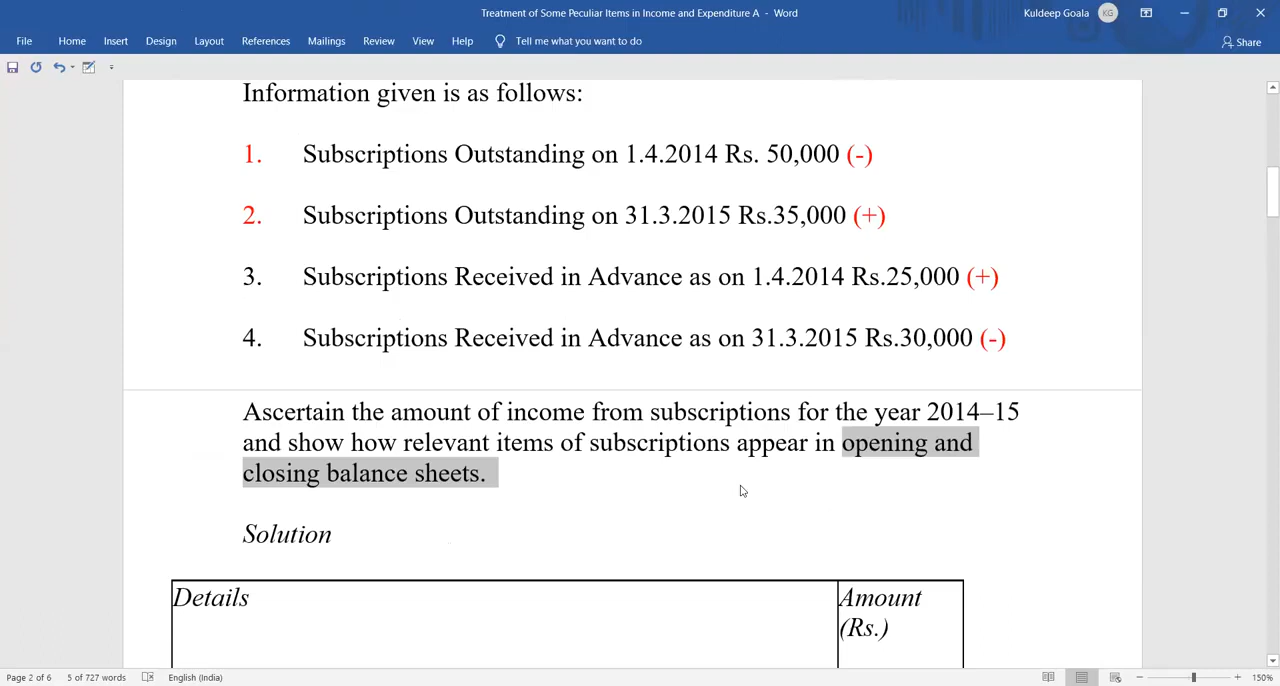 Treatment of Some Peculiar Items in Income and Expenditure A - Word
Kuldeep Goala KG
File Home Insert Design Layout References Mailings Review View Help Tell me what you want to do Share
Information given is as follows:
1. Subscriptions Outstanding on 1.4.2014 Rs. 50,000 (-)
2. Subscriptions Outstanding on 31.3.2015 Rs.35,000 (+)
3. Subscriptions Received in Advance as on 1.4.2014 Rs.25,000 (+)
4. Subscriptions Received in Advance as on 31.3.2015 Rs.30,000 (-)
Ascertain the amount of income from subscriptions for the year 2014–15
and show how relevant items of subscriptions appear in opening and
closing balance sheets.
Solution
Details Amount
(Rs.)
Page 2 of 6 5 of 727 words English (India) 150%